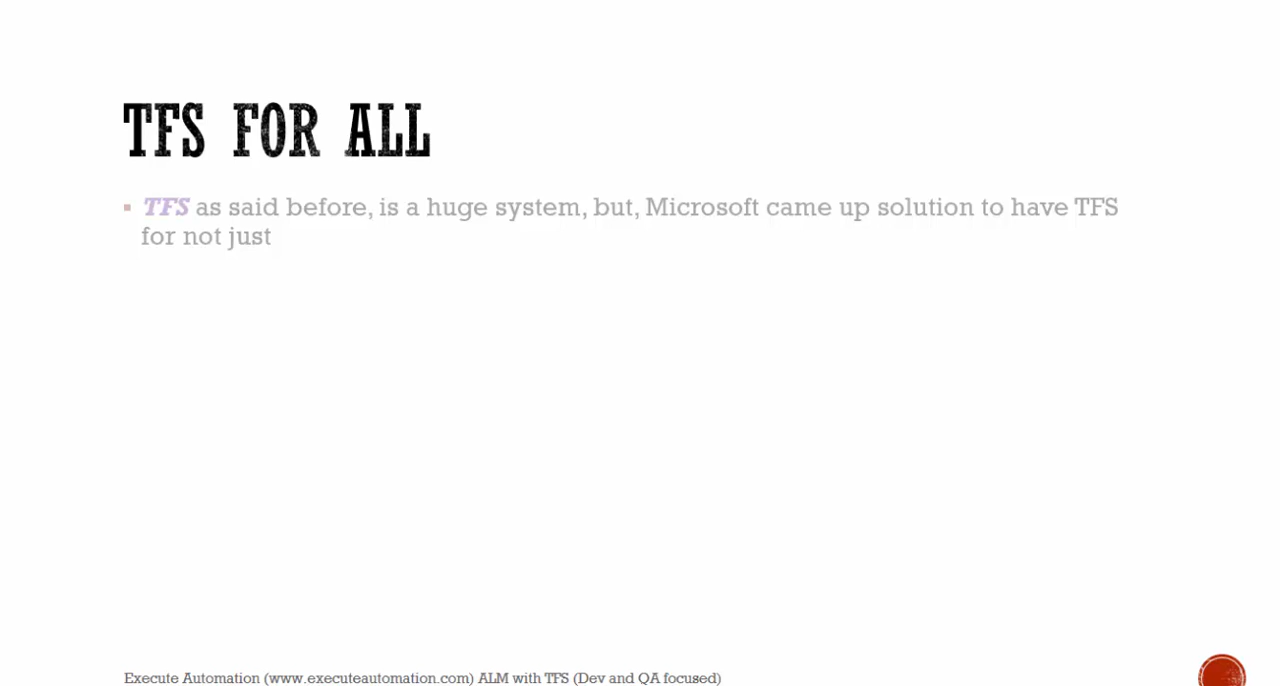 TFS FOR ALL
▪ TFS as said before, is a huge system, but, Microsoft came up solution to have TFS
for not just
Execute Automation (www.executeautomation.com) ALM with TFS (Dev and QA focused)